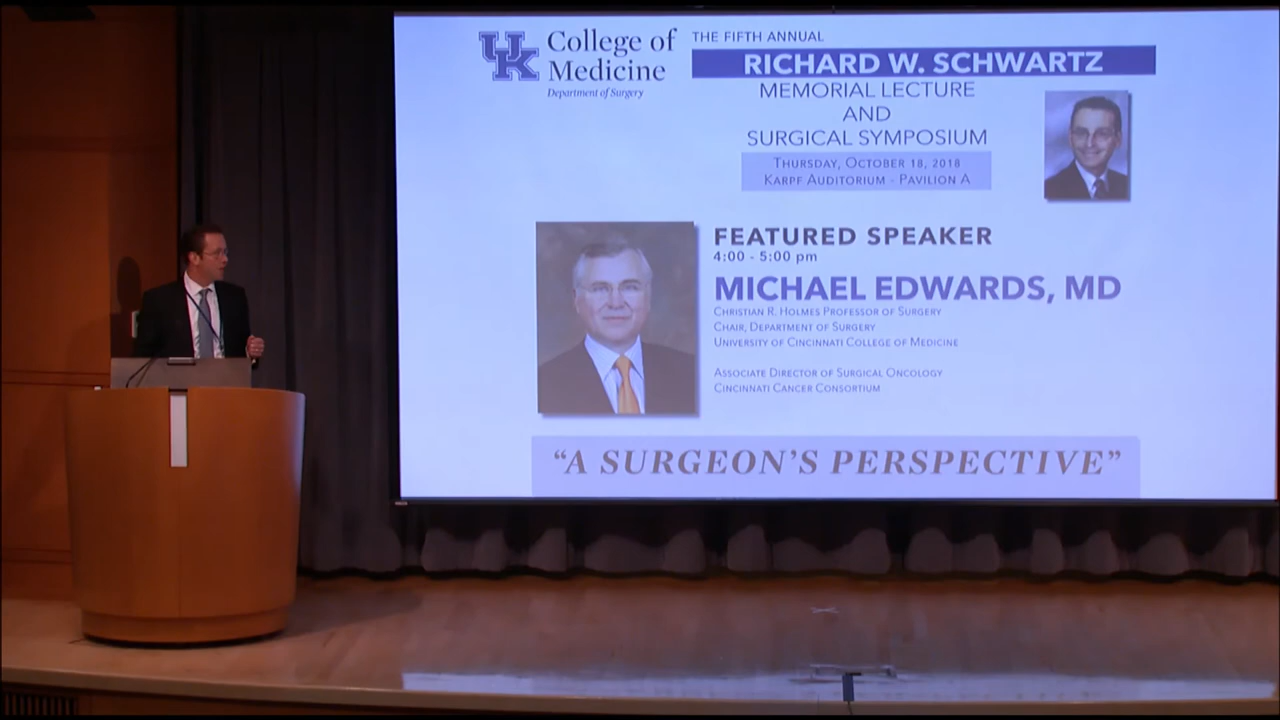 UK College of Medicine
Department of Surgery
THE FIFTH ANNUAL
RICHARD W. SCHWARTZ
MEMORIAL LECTURE
AND
SURGICAL SYMPOSIUM
THURSDAY, OCTOBER 18, 2018
KARPF AUDITORIUM - PAVILION A
FEATURED SPEAKER
4:00 - 5:00 pm
MICHAEL EDWARDS, MD
CHRISTIAN R. HOLMES PROFESSOR OF SURGERY
CHAIR, DEPARTMENT OF SURGERY
UNIVERSITY OF CINCINNATI COLLEGE OF MEDICINE
ASSOCIATE DIRECTOR OF SURGICAL ONCOLOGY
CINCINNATI CANCER CONSORTIUM
“A SURGEON’S PERSPECTIVE”